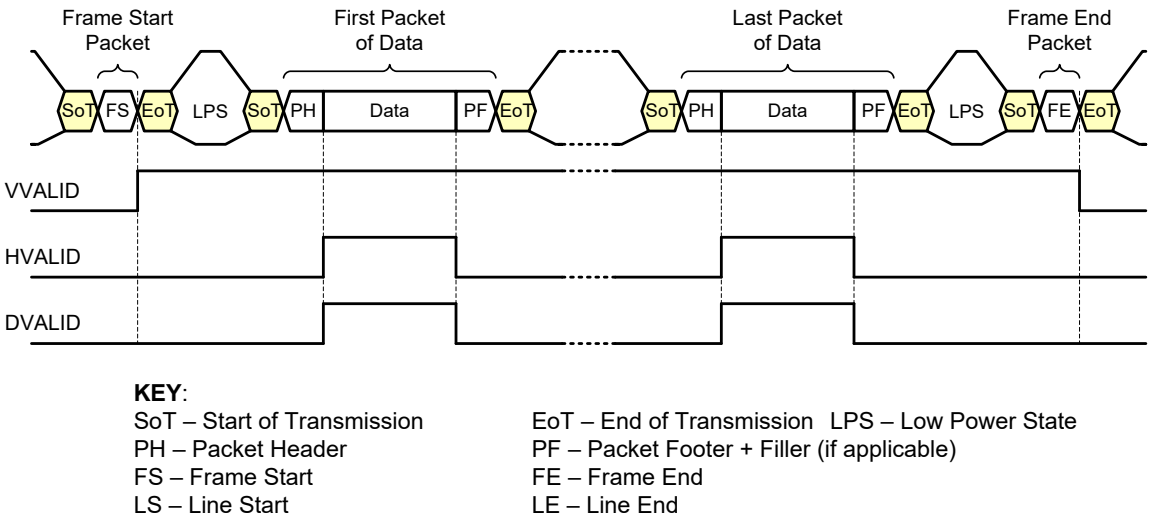 Frame Start
Packet
First Packet
of Data
Last Packet
of Data
Frame End
Packet
SoT FS EoT LPS SoT PH Data PF EoT SoT PH Data PF EoT LPS SoT FE EoT
VVALID
HVALID
DVALID
KEY:
SoT – Start of Transmission EoT – End of Transmission LPS – Low Power State
PH – Packet Header PF – Packet Footer + Filler (if applicable)
FS – Frame Start FE – Frame End
LS – Line Start LE – Line End